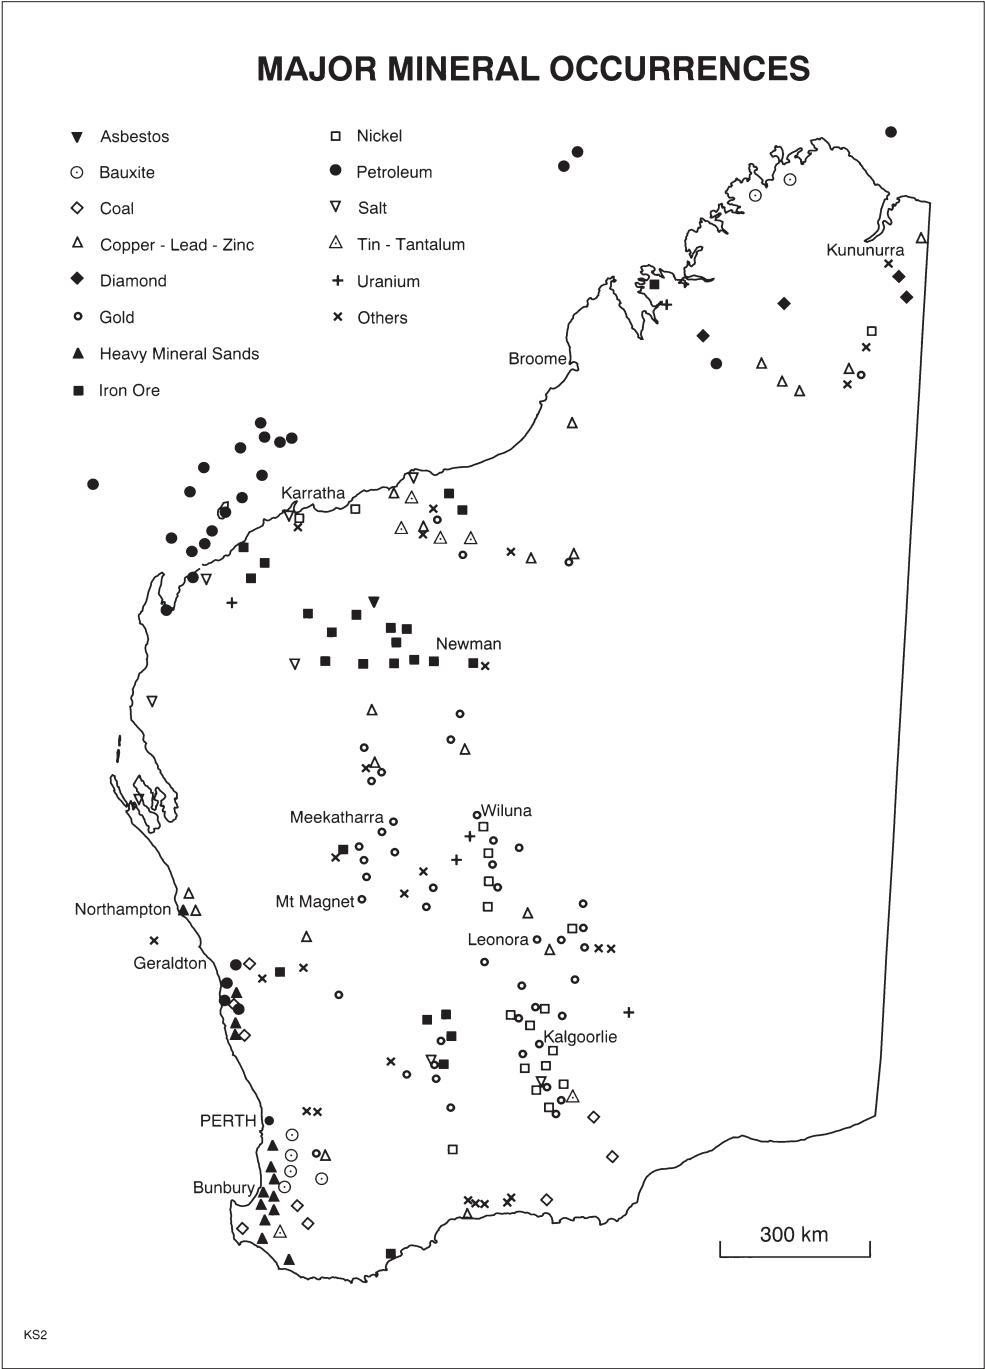 MAJOR MINERAL OCCURRENCES
Asbestos
Bauxite
Coal
Copper - Lead - Zinc
Diamond
Gold
Heavy Mineral Sands
Iron Ore
Nickel
Petroleum
Salt
Tin - Tantalum
Uranium
Others
Kununurra
Broome
Karratha
Newman
Meekatharra
Wiluna
Mt Magnet
Northampton
Leonora
Geraldton
Kalgoorlie
PERTH
Bunbury
300 km
KS2